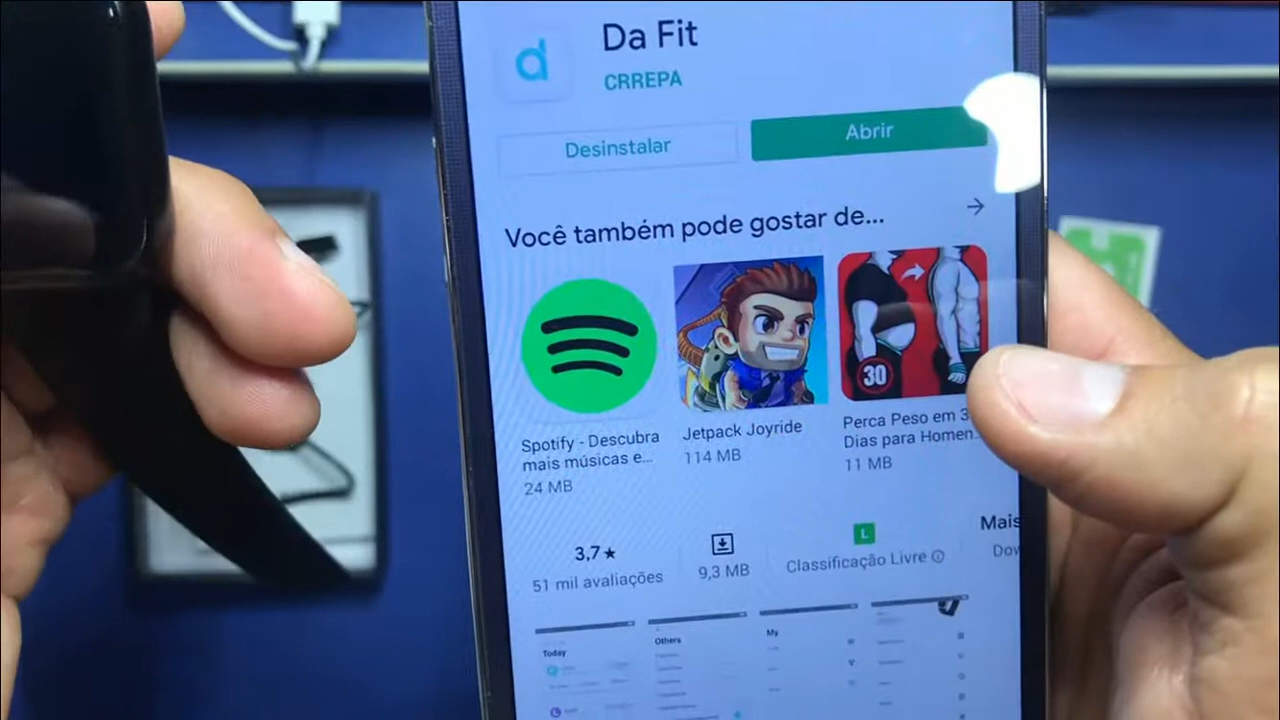 d
Da Fit
CRREPA
Desinstalar
Abrir
Você também pode gostar de...
30
Spotify - Descubra
mais músicas e...
24 MB
Jetpack Joyride
114 MB
Perca Peso em 3
Dias para Homen...
11 MB
3,7★
51 mil avaliações
9,3 MB
L
Classificação Livre
Mais
Dow
Today
Others
My